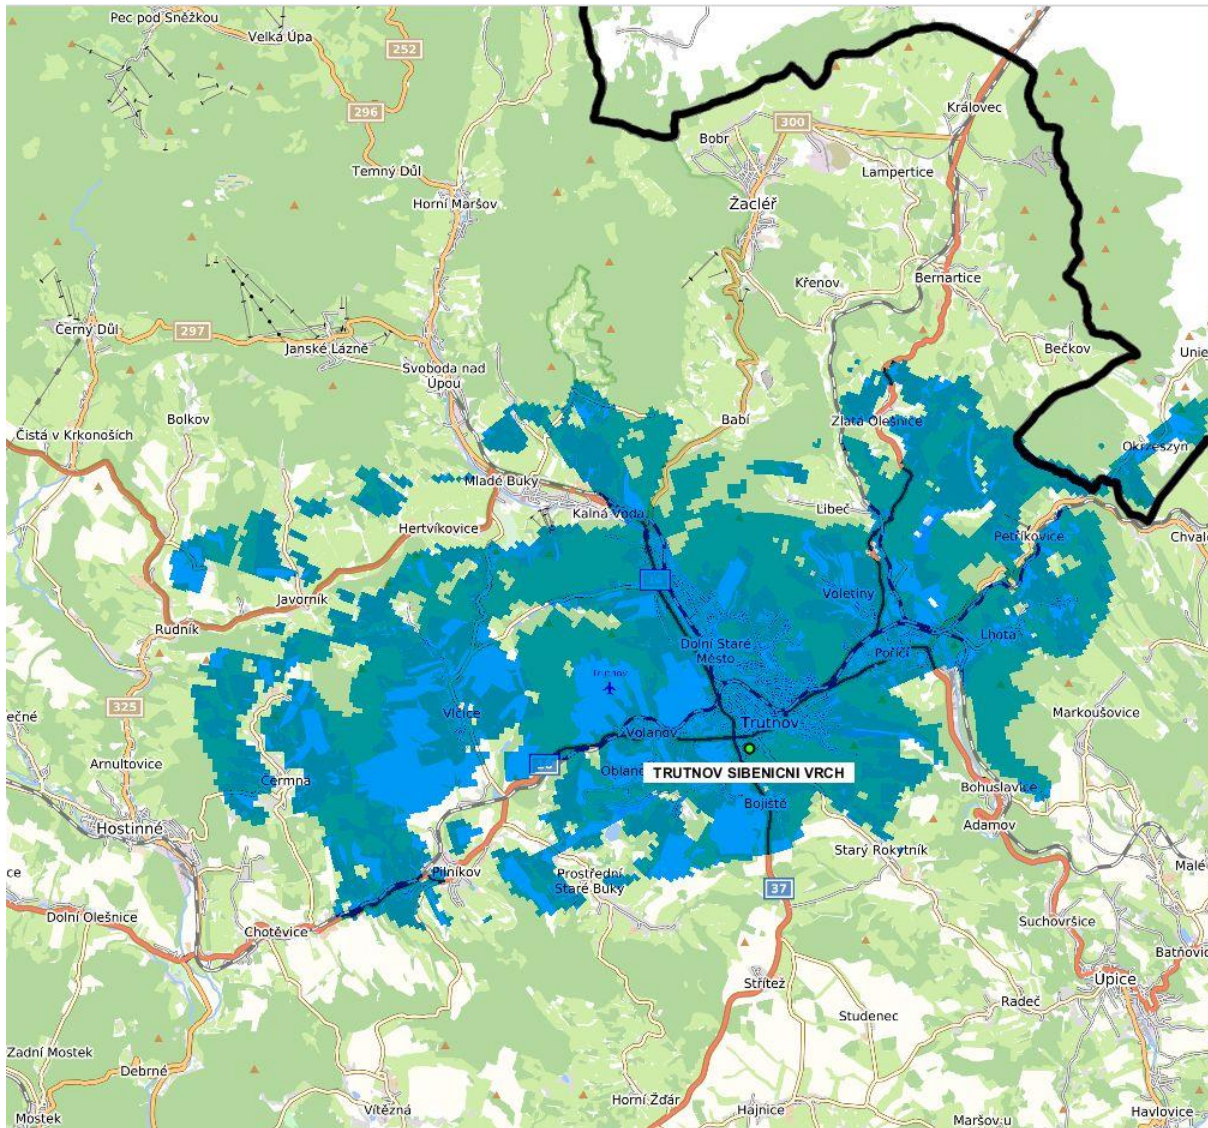 Pec pod Sněžkou
Velká Úpa
252
296
Královec
300
Bobr
Temný Důl
Lampertice
Horní Maršov
Žacléř
Křenov
Bernartice
Černý Důl
297
Janské Lázně
Bečkov
Svoboda nad
Úpou
Bolkov
Babí
Zlatá Olešnice
Čistá v Krkonoších
Okrzeszyn
Mladé Buky
Kalná Voda
Libeč
Hertvíkovice
Petříkovice
Javorník
Voletiny
Rudník
Dolní Staré
Město
Poříčí
Lhota
325
Vlčice
Trutnov
Markoušovice
Volanov
Arnultovice
TRUTNOV SIBENICNI VRCH
Čermná
Bohuslavice
Bojiště
Hostinné
Adamov
Starý Rokytník
Pilníkov
Prostřední
Staré Buky
37
Dolní Olešnice
Suchovršice
Chotěvice
Střítež
Úpice
Radeč
Studenec
Zadní Mostek
Debrné
Vítězná
Horní Žďár
Hajnice
Mostek
Maršov u
Havlovice